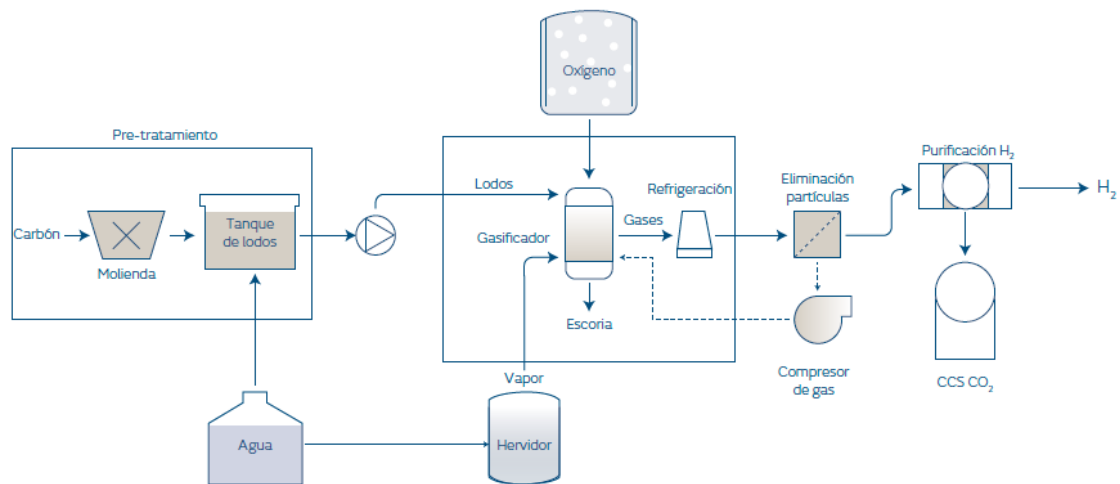 Oxígeno
Pre-tratamiento
Carbón
Molienda
Tanque
de lodos
Lodos
Gasificador
Gases
Refrigeración
Escoria
Vapor
Eliminación
partículas
Purificación H₂
H₂
Compresor
de gas
CCS CO₂
Agua
Hervidor